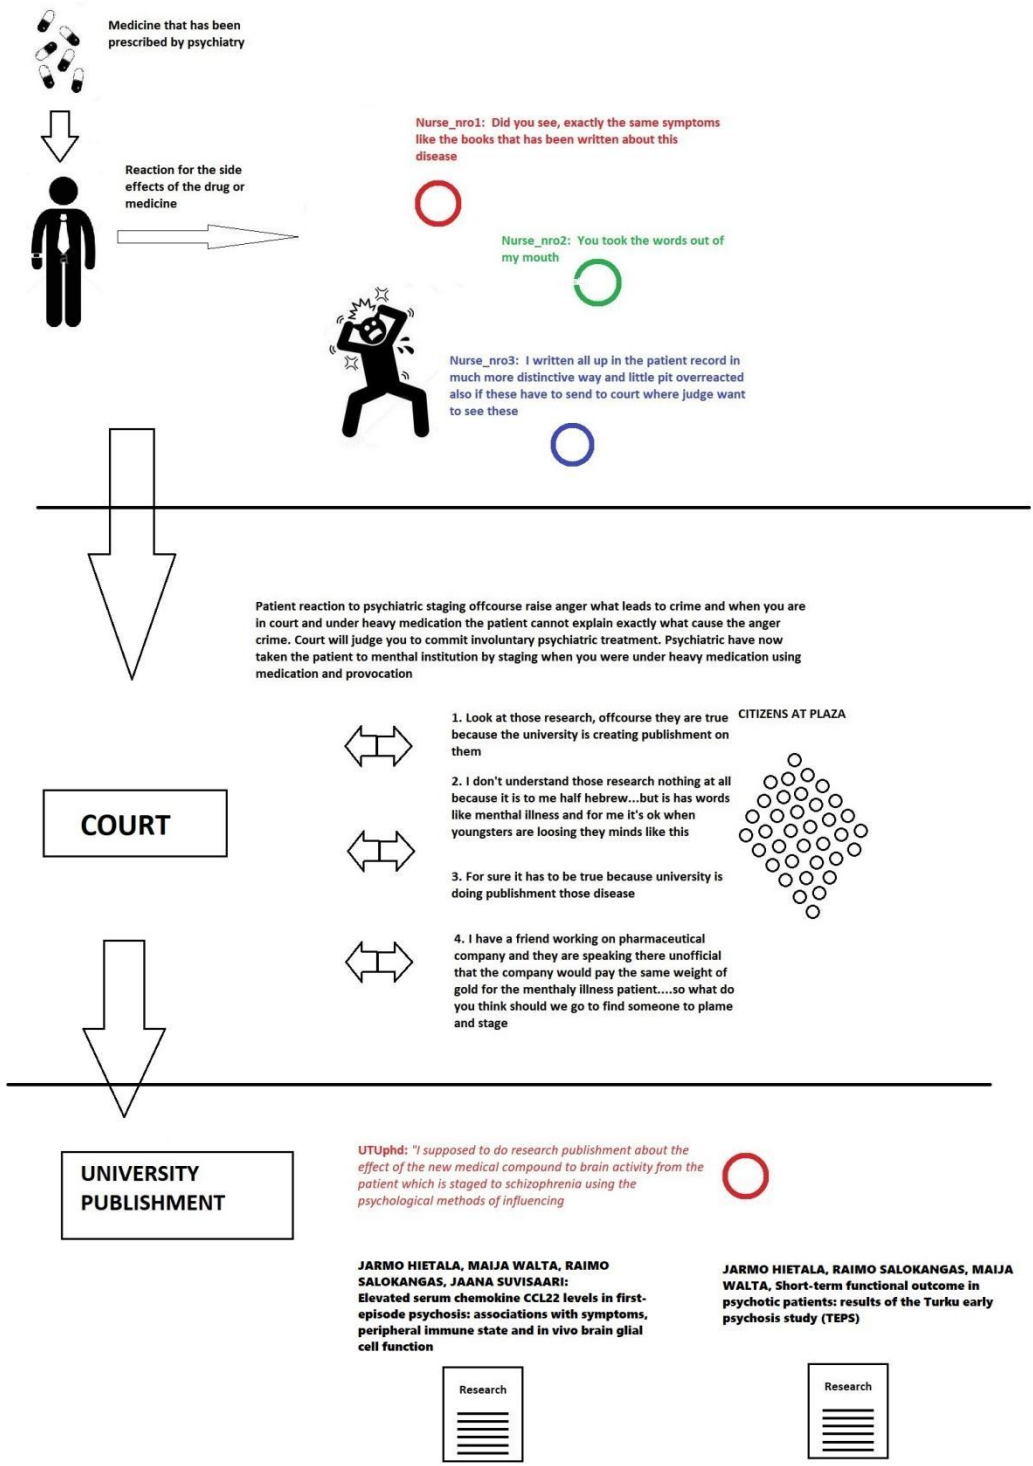 Medicine that has been
prescribed by psychiatry
Nurse_nro1: Did you see, exactly the same symptoms
like the books that has been written about this
disease
Reaction for the side
effects of the drug or
medicine
Nurse_nro2: You took the words out of
my mouth
Nurse_nro3: I written all up in the patient record in
much more distinctive way and little pit overreacted
also if these have to send to court where judge want
to see these
Patient reaction to psychiatric staging offcourse raise anger what leads to crime and when you are
in court and under heavy medication the patient cannot explain exactly what cause the anger
crime. Court will judge you to commit involuntary psychiatric treatment. Psychiatric have now
taken the patient to menthal institution by staging when you were under heavy medication using
medication and provocation
1. Look at those research, offcourse they are true
because the university is creating publishment on
them
CITIZENS AT PLAZA
2. I don't understand those research nothing at all
because it is to me half hebrew...but is has words
like menthal illness and for me it's ok when
youngsters are loosing they minds like this
COURT
3. For sure it has to be true because university is
doing publishment those disease
4. I have a friend working on pharmaceutical
company and they are speaking there unofficial
that the company would pay the same weight of
gold for the menthaly illness patient....so what do
you think should we go to find someone to plame
and stage
UNIVERSITY
PUBLISHMENT
UTUphd: "I supposed to do research publishment about the
effect of the new medical compound to brain activity from the
patient which is staged to schizophrenia using the
psychological methods of influencing
JARMO HIETALA, MAIJA WALTA, RAIMO
SALOKANGAS, JAANA SUVISAARI:
Elevated serum chemokine CCL22 levels in first-
episode psychosis: associations with symptoms,
peripheral immune state and in vivo brain glial
cell function
JARMO HIETALA, RAIMO SALOKANGAS, MAIJA
WALTA, Short-term functional outcome in
psychotic patients: results of the Turku early
psychosis study (TEPS)
Research
Research